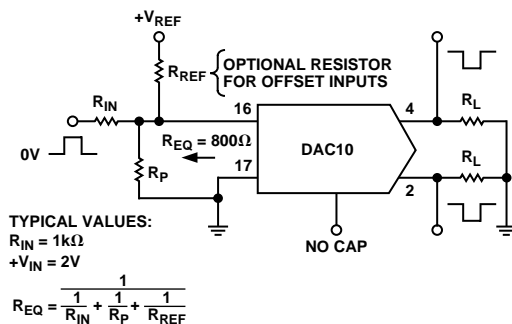 +VREF
RREF
OPTIONAL RESISTOR
FOR OFFSET INPUTS
RIN
0V
RP
REQ = 800Ω
16
17
DAC10
4
2
RL
RL
NO CAP
TYPICAL VALUES:
RIN = 1kΩ
+VIN = 2V
REQ = 1 / (1/RIN + 1/RP + 1/RREF)